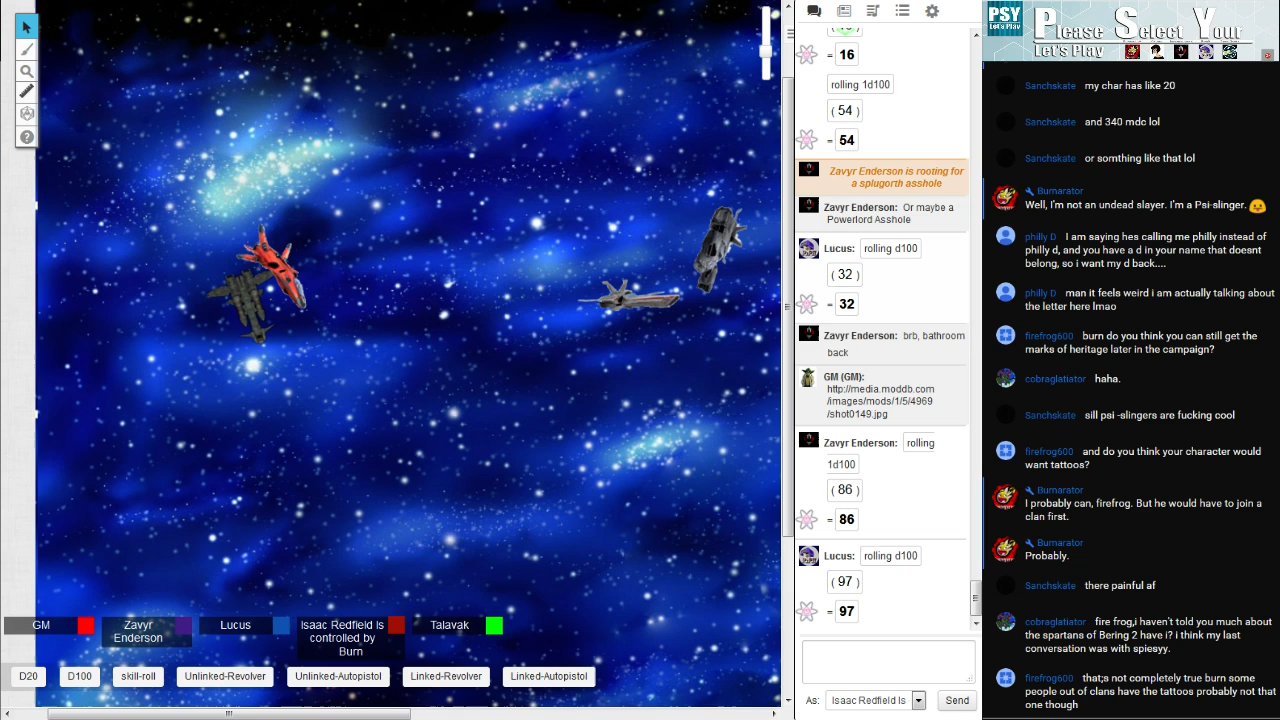 = 16
rolling 1d100
( 54 )
= 54
Zavyr Enderson is rooting for
a splugorth asshole
Zavyr Enderson: Or maybe a
Powerlord Asshole
Lucus: rolling d100
( 32 )
= 32
Zavyr Enderson: brb, bathroom
back
GM (GM):
http://media.moddb.com
/images/mods/1/5/4969
/shot0149.jpg
Zavyr Enderson: rolling
1d100
( 86 )
= 86
Lucus: rolling d100
( 97 )
= 97
As: Isaac Redfield Is
Send
GM
Zavyr
Enderson
Lucus
Isaac Redfield Is
controlled by
Burn
Talavak
D20
D100
skill-roll
Unlinked-Revolver
Unlinked-Autopistol
Linked-Revolver
Linked-Autopistol
PSY
Let's Play
Please Select Your
Let's Play
Sanchskate my char has like 20
Sanchskate and 340 mdc lol
Sanchskate or somthing like that lol
Burnarator
Well, I'm not an undead slayer. I'm a Psi-slinger.
philly D I am saying hes calling me philly instead of
philly d, and you have a d in your name that doesnt
belong, so i want my d back....
philly D man it feels weird i am actually talking about
the letter here lmao
firefrog600 burn do you think you can still get the
marks of heritage later in the campaign?
cobraglatiator haha.
Sanchskate sill psi -slingers are fucking cool
firefrog600 and do you think your character would
want tattoos?
Burnarator
I probably can, firefrog. But he would have to join a
clan first.
Burnarator
Probably.
Sanchskate there painful af
cobraglatiator fire frog,i haven't told you much about
the spartans of Bering 2 have i? i think my last
conversation was with spiesyy.
firefrog600 that;s not completely true burn some
people out of clans have the tattoos probably not that
one though